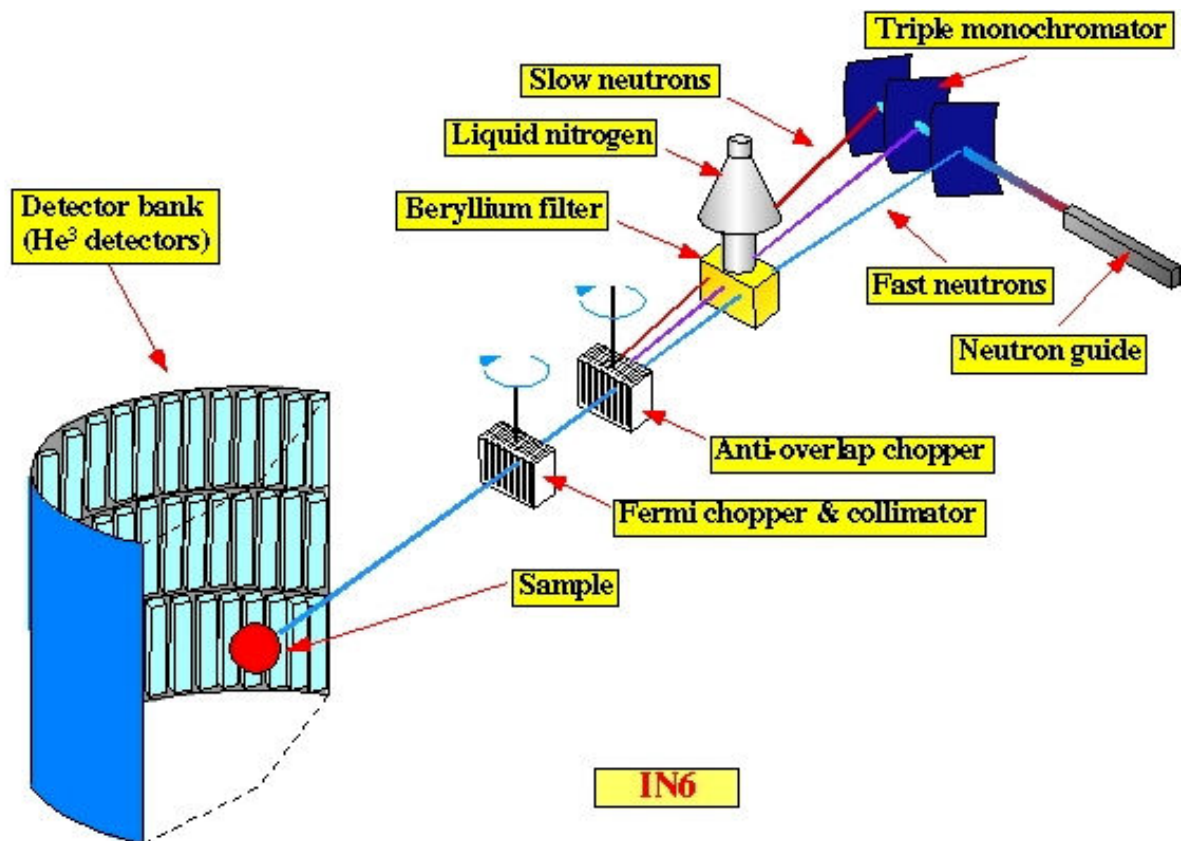 Triple monochromator
Slow neutrons
Liquid nitrogen
Beryllium filter
Detector bank
(He³ detectors)
Fast neutrons
Neutron guide
Anti-overlap chopper
Fermi chopper & collimator
Sample
IN6